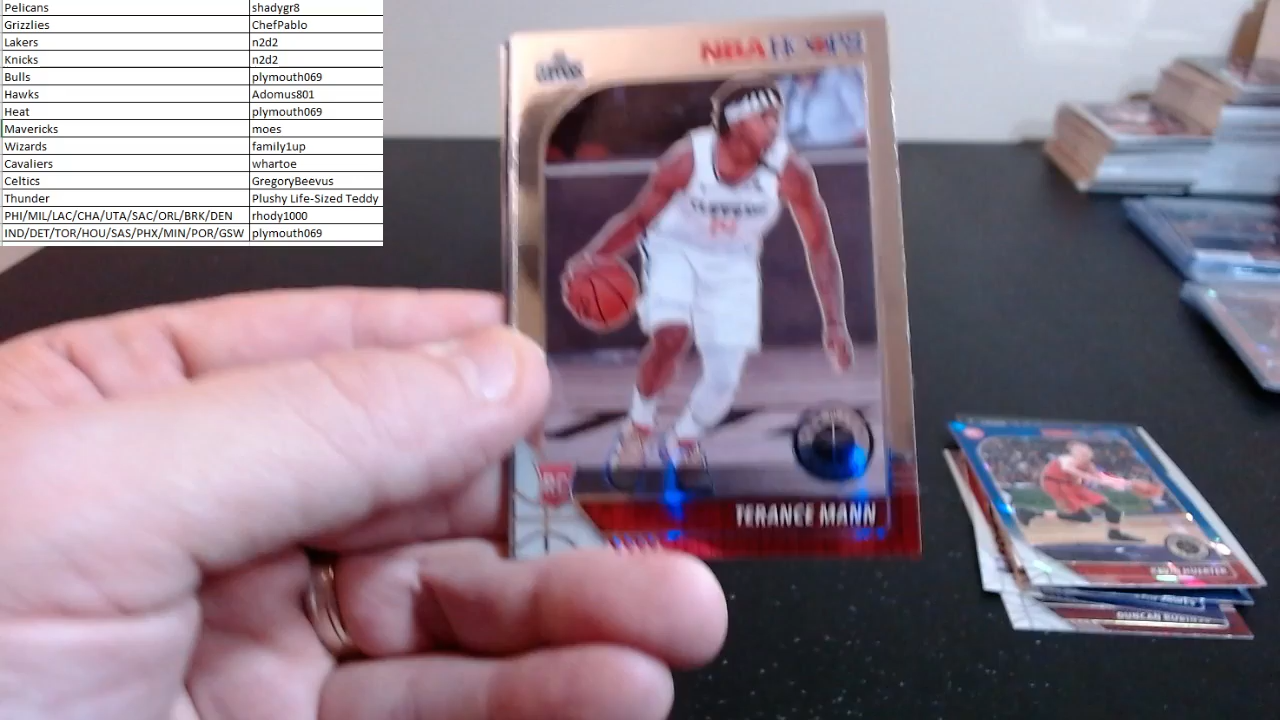 Pelicans shadygr8
Grizzlies ChefPablo
Lakers n2d2
Knicks n2d2
Bulls plymouth069
Hawks Adomus801
Heat plymouth069
Mavericks moes
Wizards family1up
Cavaliers whartoe
Celtics GregoryBeevus
Thunder Plushy Life-Sized Teddy
PHI/MIL/LAC/CHA/UTA/SAC/ORL/BRK/DEN rhody1000
IND/DET/TOR/HOU/SAS/PHX/MIN/POR/GSW plymouth069
NBA HOOPS
RC
TERANCE MANN
DUNCAN